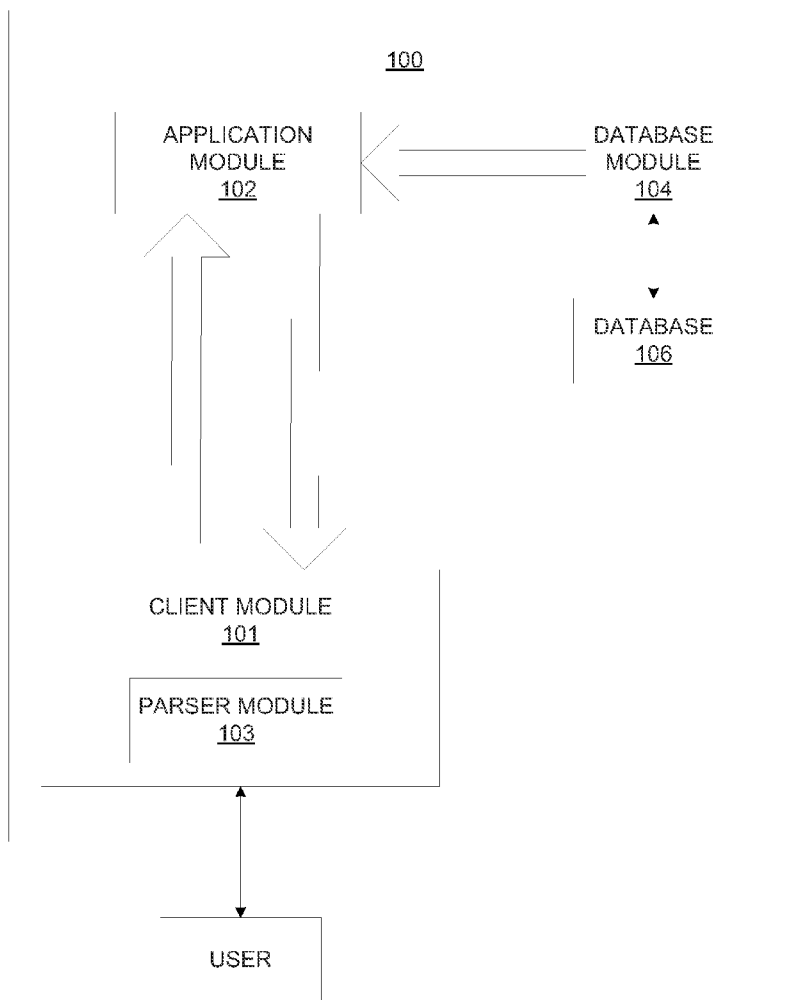 100
APPLICATION
MODULE
102
DATABASE
MODULE
104
DATABASE
106
CLIENT MODULE
101
PARSER MODULE
103
USER